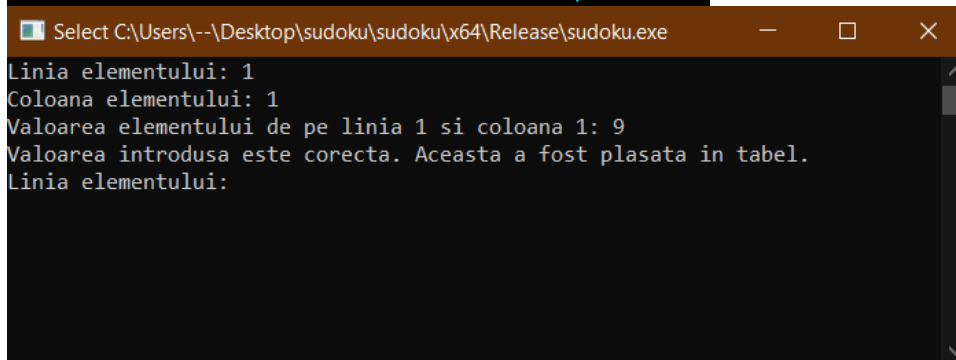 Select C:\Users\--\Desktop\sudoku\sudoku\x64\Release\sudoku.exe
Linia elementului: 1
Coloana elementului: 1
Valoarea elementului de pe linia 1 si coloana 1: 9
Valoarea introdusa este corecta. Aceasta a fost plasata in tabel.
Linia elementului: